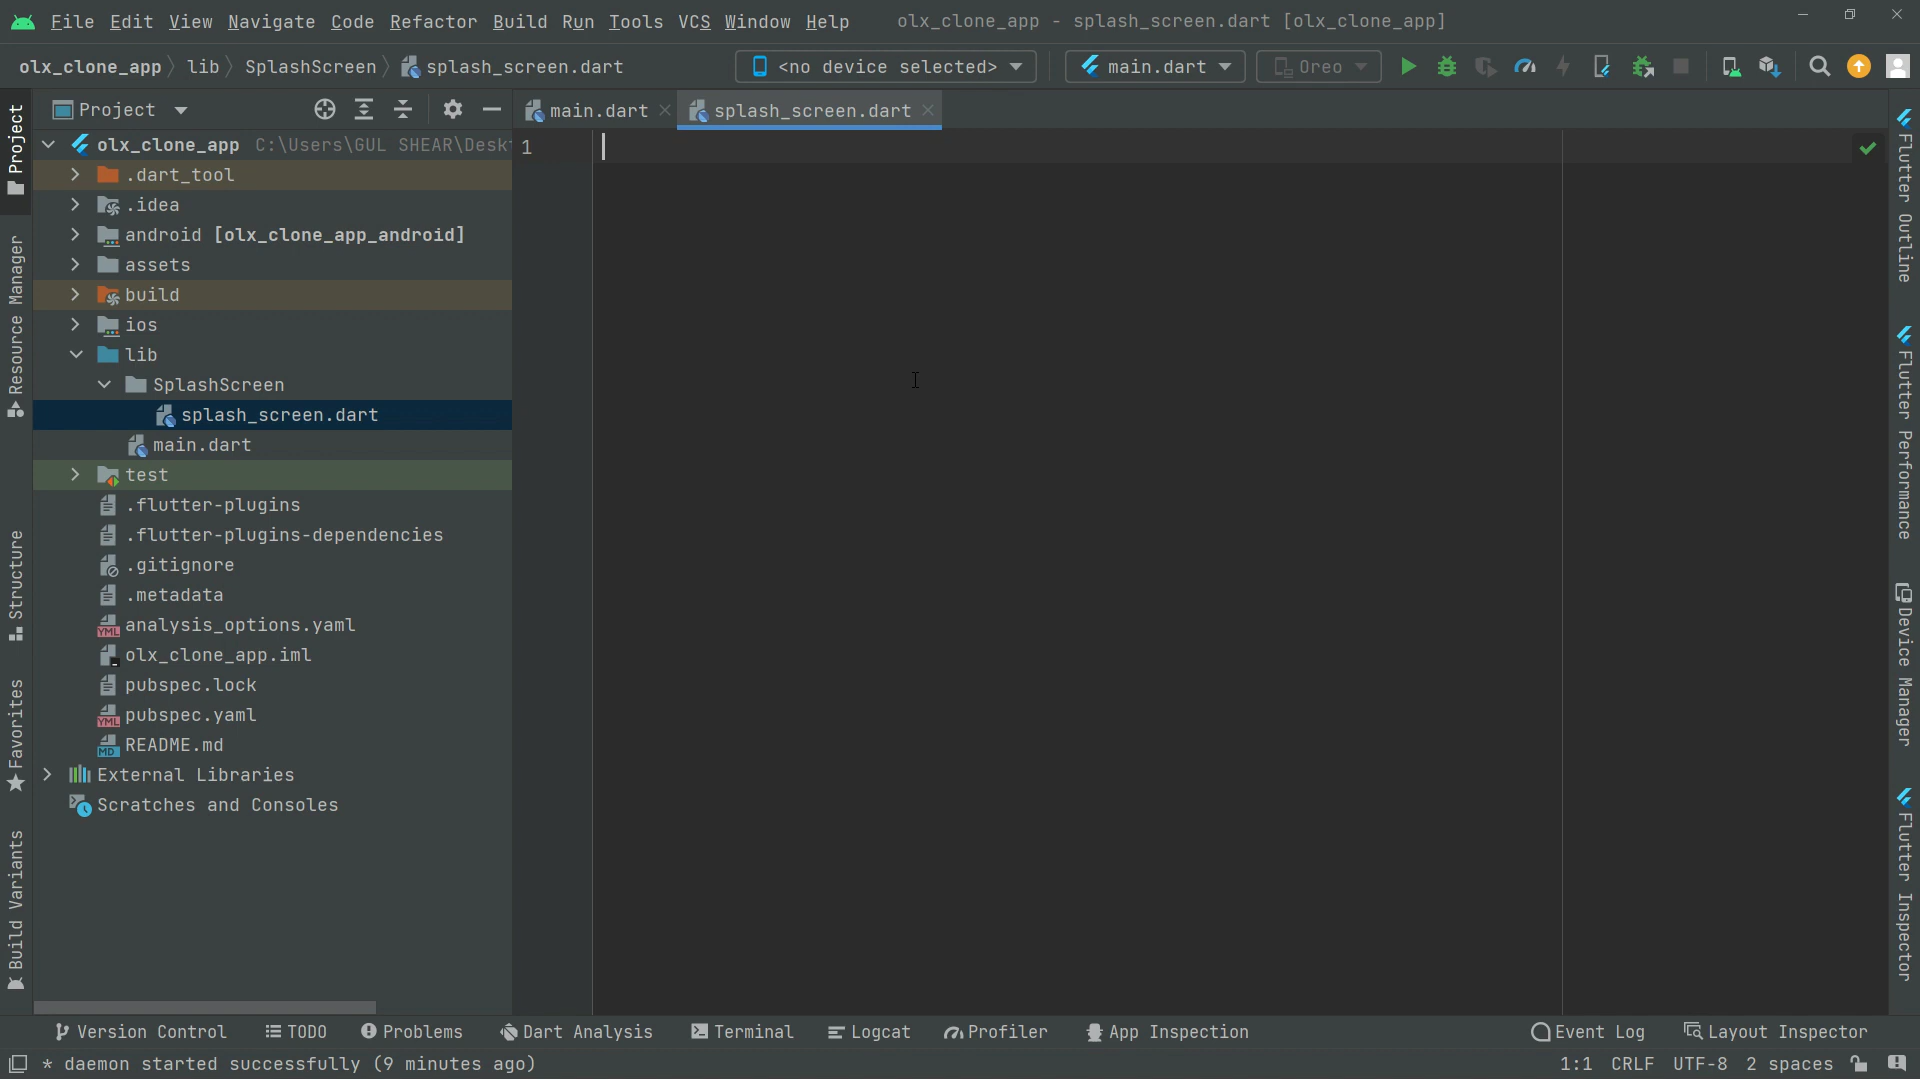 File Edit View Navigate Code Refactor Build Run Tools VCS Window Help olx_clone_app - splash_screen.dart [olx_clone_app]
olx_clone_app lib SplashScreen splash_screen.dart <no device selected> main.dart Oreo
Project main.dart splash_screen.dart
olx_clone_app C:\Users\GUL SHEAR\Desk
1
.dart_tool
.idea
android [olx_clone_app_android]
assets
build
ios
lib
SplashScreen
splash_screen.dart
main.dart
test
.flutter-plugins
.flutter-plugins-dependencies
.gitignore
.metadata
analysis_options.yaml
olx_clone_app.iml
pubspec.lock
pubspec.yaml
README.md
External Libraries
Scratches and Consoles
Project
Resource Manager
Structure
Favorites
Build Variants
Flutter Outline
Flutter Performance
Device Manager
Flutter Inspector
Version Control TODO Problems Dart Analysis Terminal Logcat Profiler App Inspection Event Log Layout Inspector
* daemon started successfully (9 minutes ago) 1:1 CRLF UTF-8 2 spaces